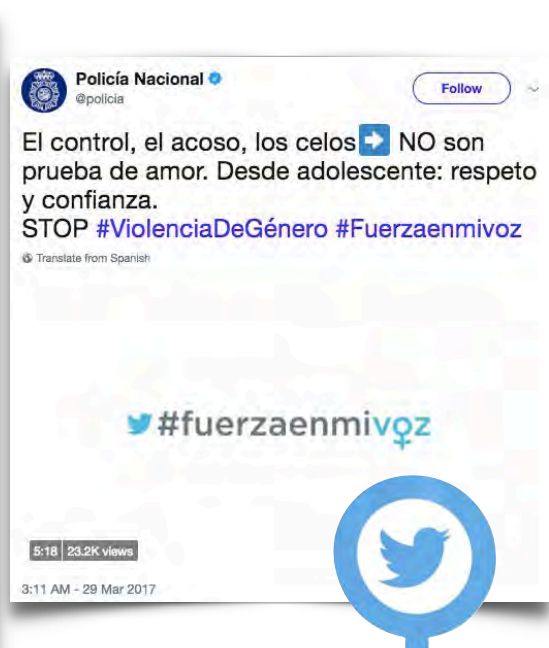 Policía Nacional
@policia
Follow
El control, el acoso, los celos➡️ NO son
prueba de amor. Desde adolescente: respeto
y confianza.
STOP #ViolenciaDeGénero #Fuerzaenmivoz
Translate from Spanish
#fuerzaenmivoz
5:18 23.2K views
3:11 AM - 29 Mar 2017